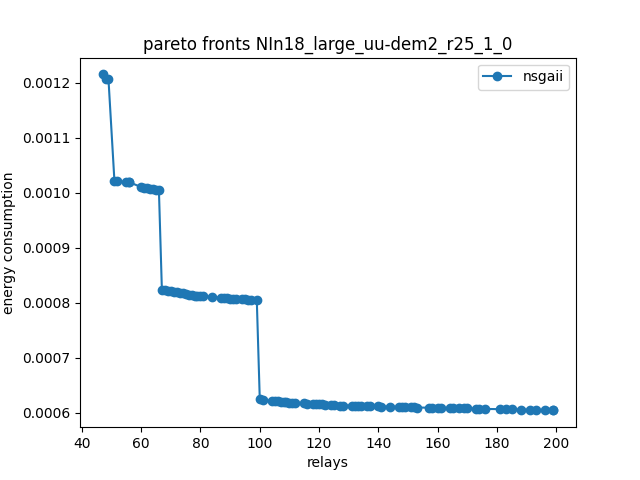 pareto fronts NIn18_large_uu-dem2_r25_1_0
nsgaii
0.0012
0.0011
0.0010
0.0009
0.0008
0.0007
0.0006
energy consumption
40 60 80 100 120 140 160 180 200
relays